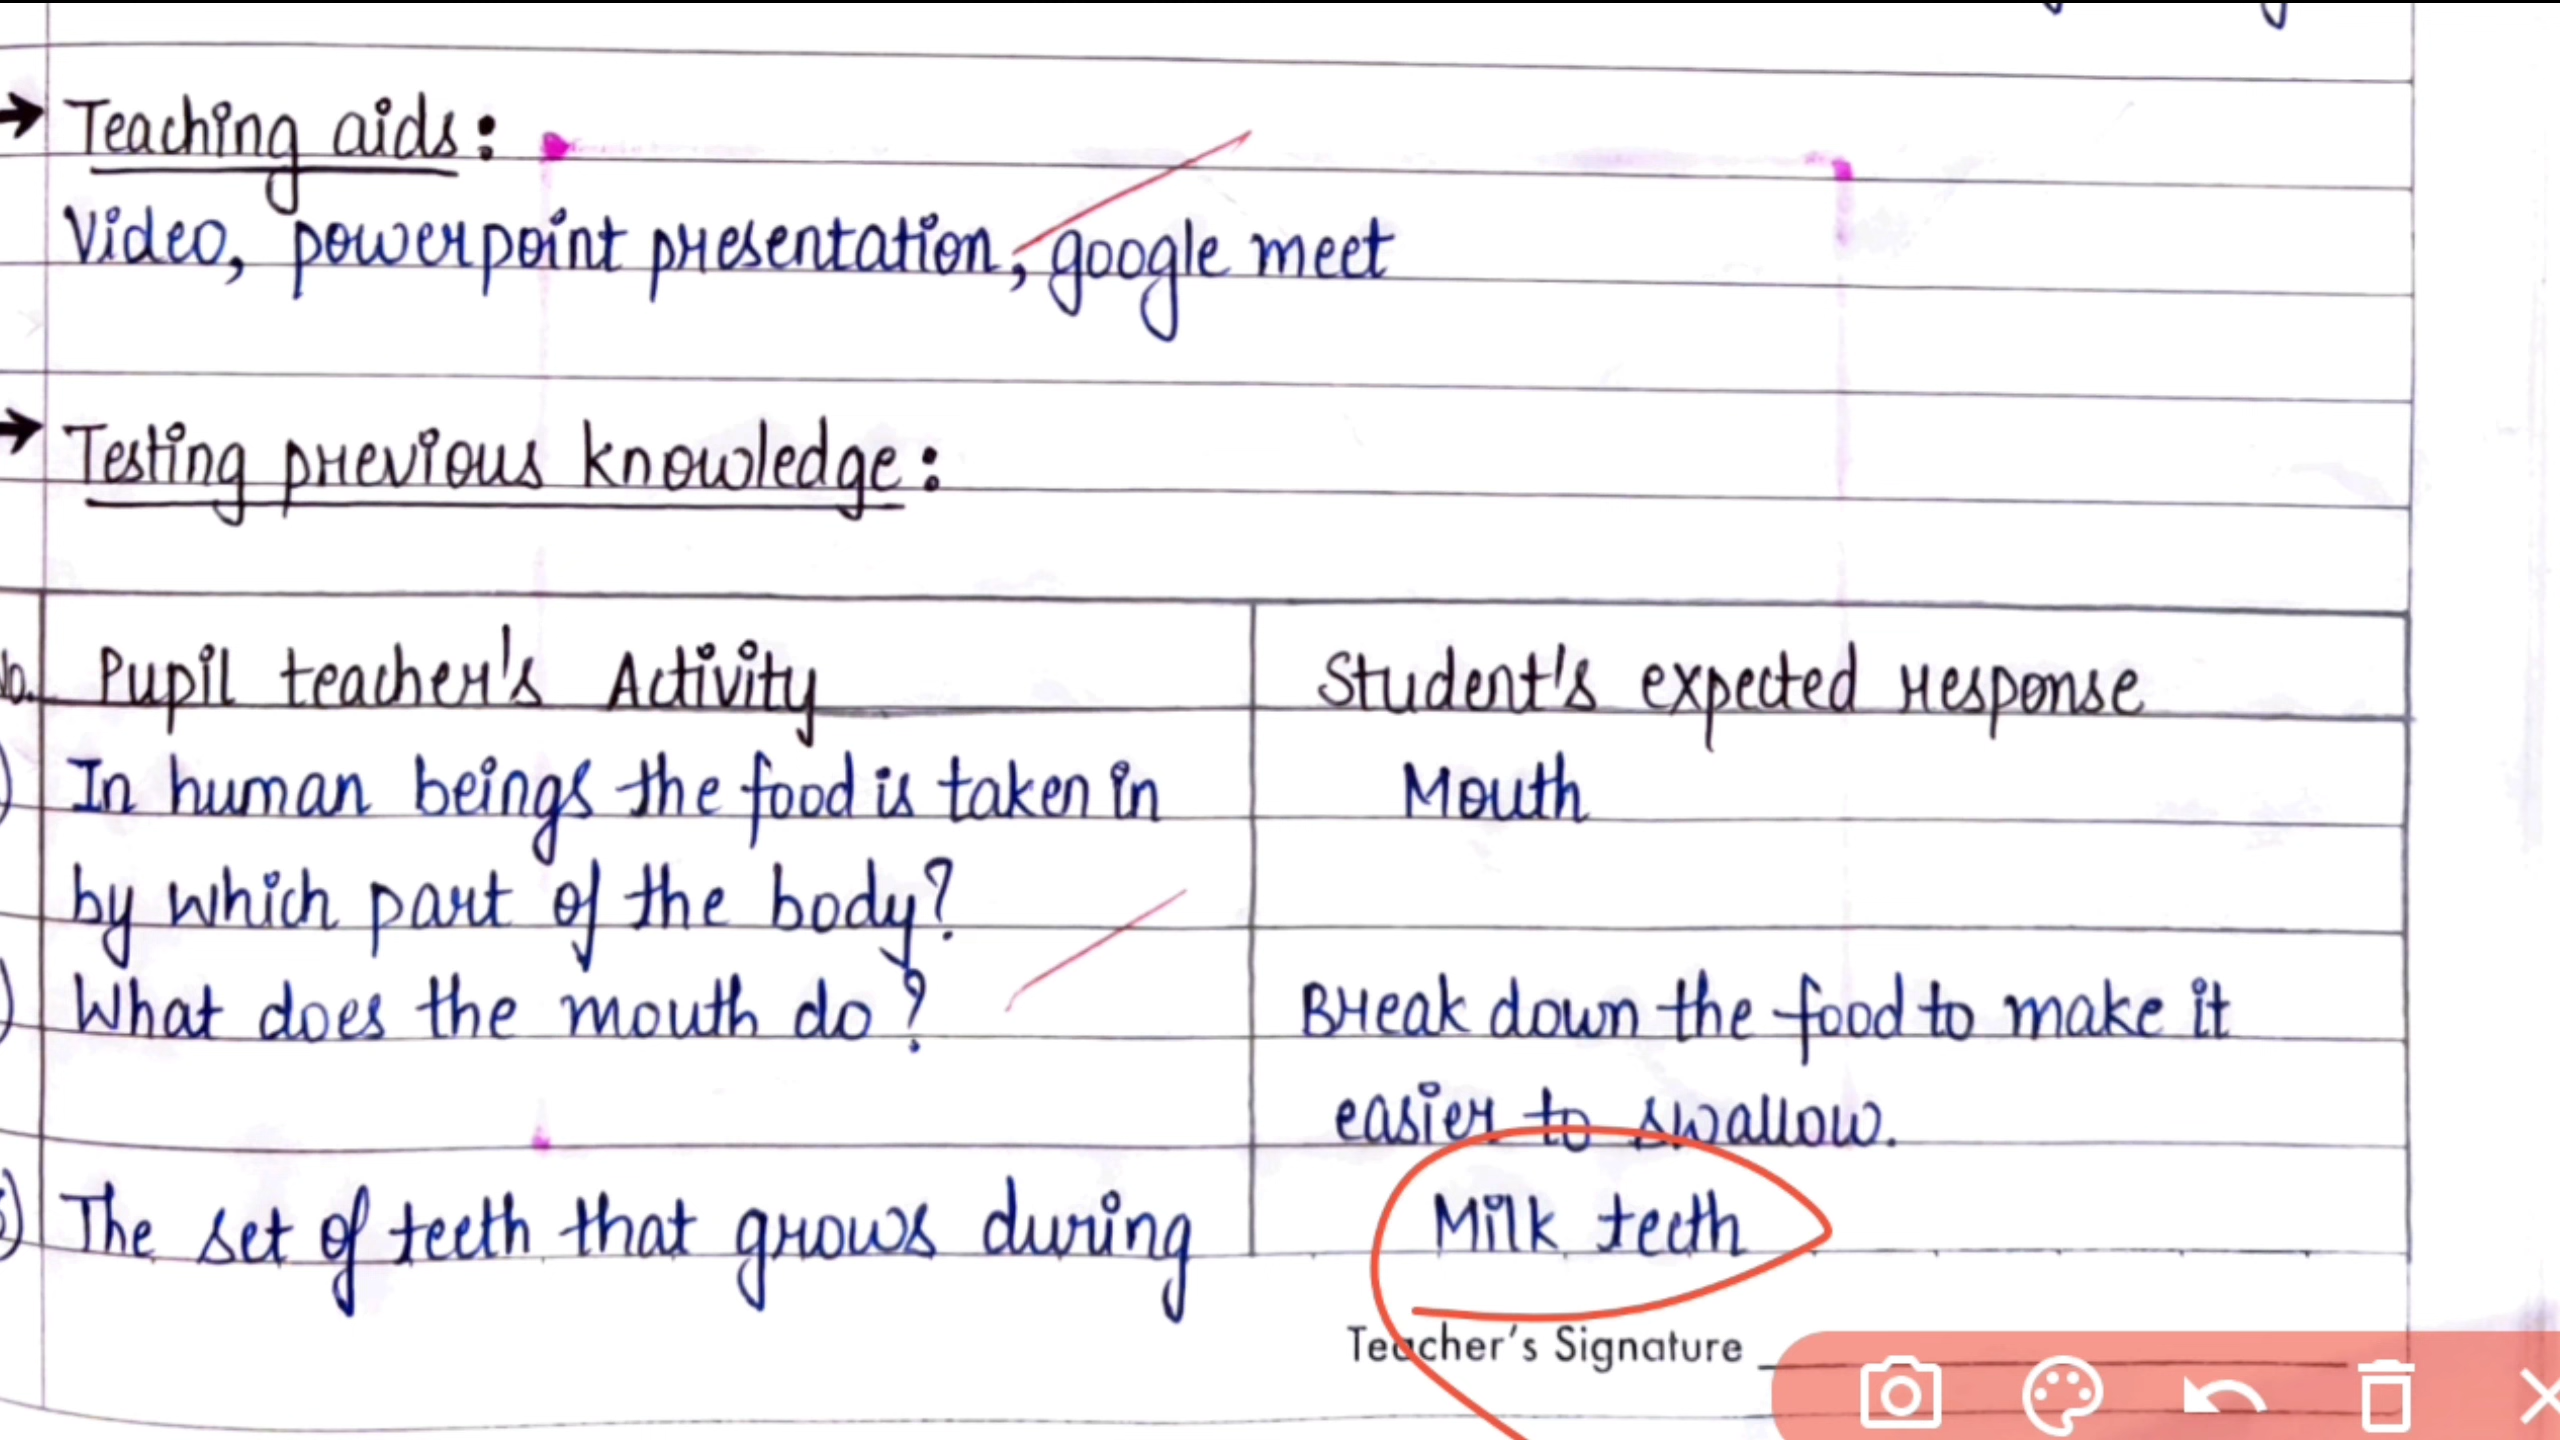 → Teaching aids:
Video, powerpoint presentation, google meet
→ Testing previous knowledge:
Pupil teacher's Activity
Student's expected response
In human beings the food is taken in
Mouth
by which part of the body?
What does the mouth do?
Break down the food to make it
easier to swallow.
The set of teeth that grows during
Milk teeth
Teacher's Signature